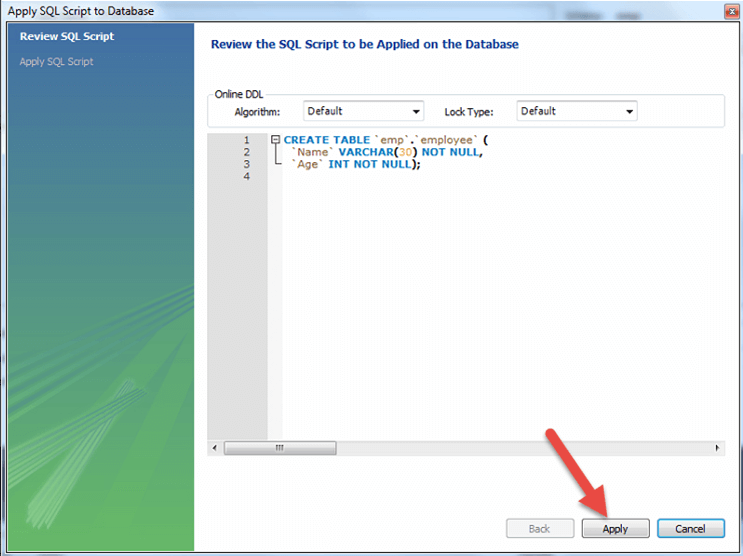 Apply SQL Script to Database
Review SQL Script
Apply SQL Script
Review the SQL Script to be Applied on the Database
Online DDL
Algorithm: Default Lock Type: Default
1 CREATE TABLE `emp`.`employee` (
2 `Name` VARCHAR(30) NOT NULL,
3 `Age` INT NOT NULL);
4
Back Apply Cancel